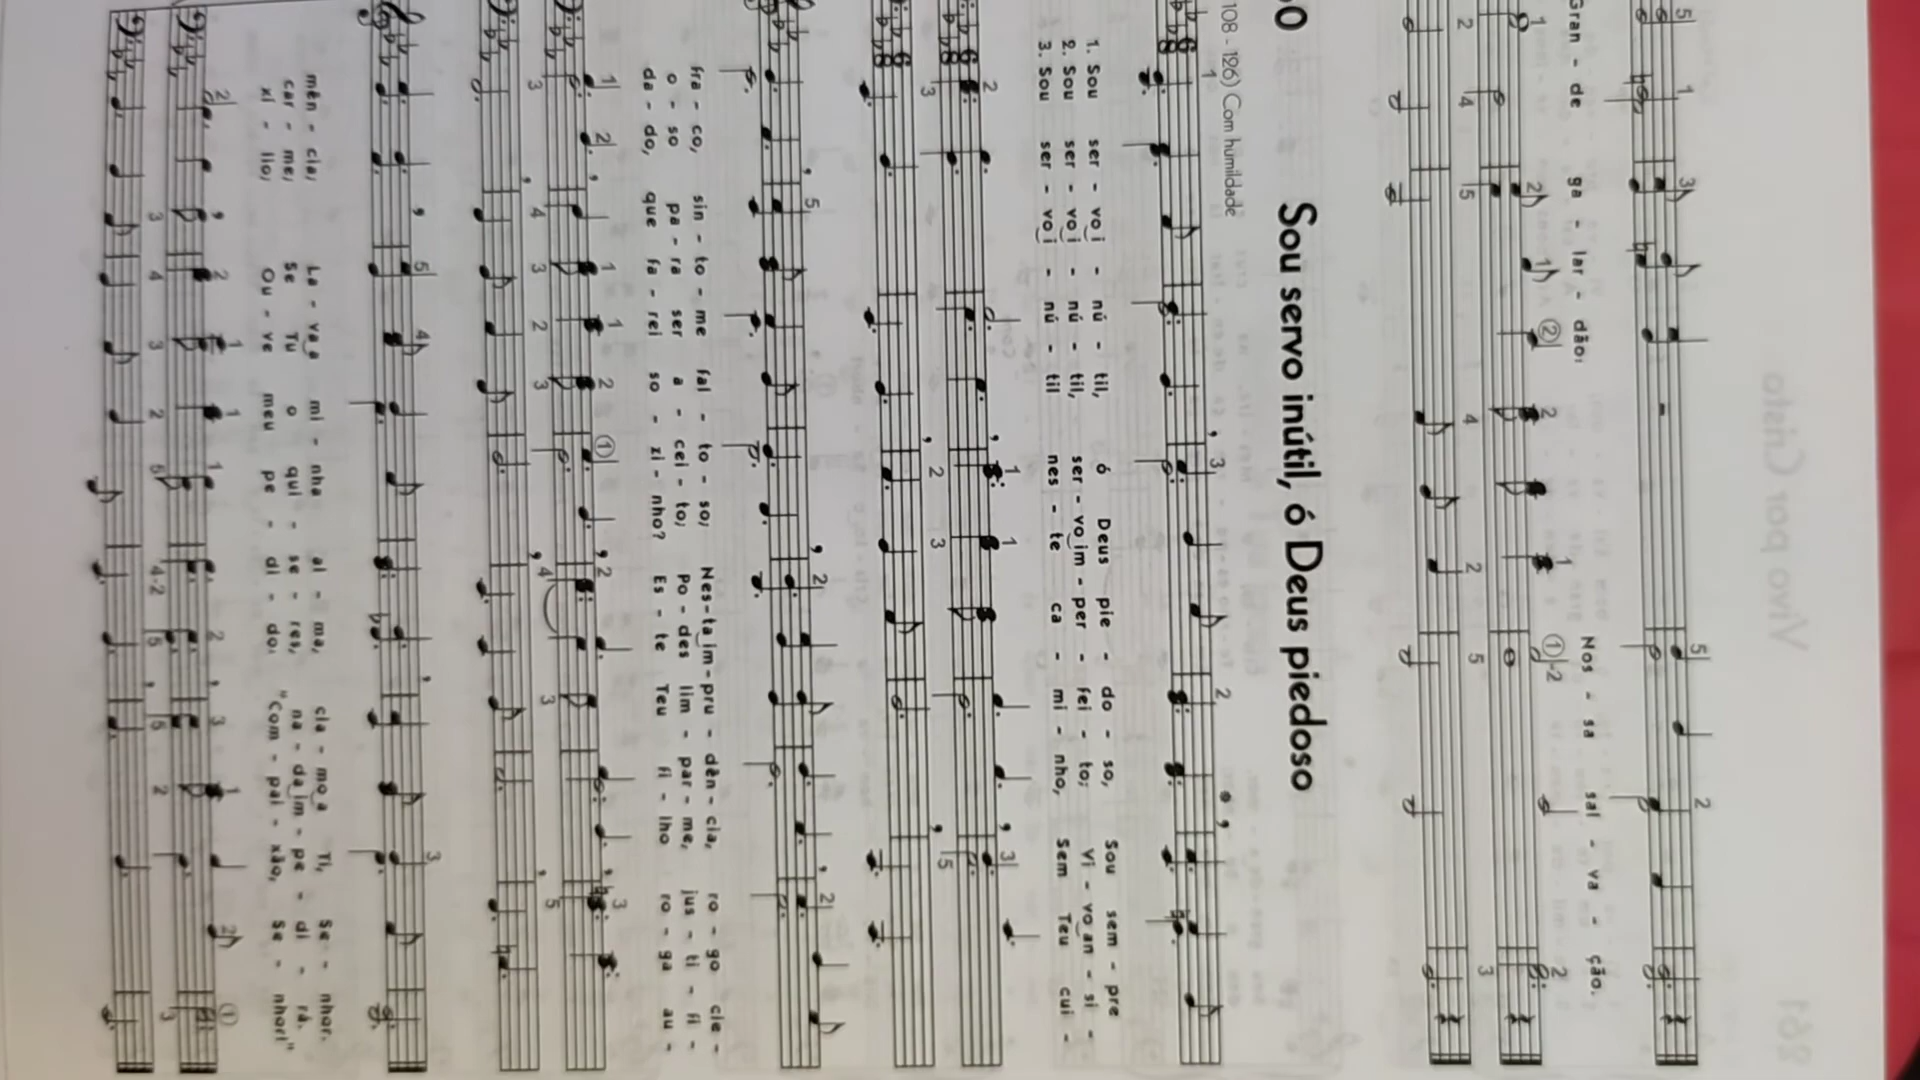 Gran - de ga - lar - dão: Nos - sa sal - va - ção.
Sou servo inútil, ó Deus piedoso
108 - 126) Com humildade
1. Sou ser - vo i - nú - til, ó Deus pie - do - so, Sou sem - pre
2. Sou ser - vo i - nú - til, ser - vo im - per - fei - to; Vi - vo an - si -
3. Sou ser - vo i - nú - til nes - te ca - mi - nho, Sem Teu cui -
fra - co, sin - to - me fal - to - so; Nes - ta im - pru - dên - cia, ro - go cle -
o - so pa - ra ser a - cei - to; Po - des lim - par - me, jus - ti - fi -
da - do, que fa - rei so - zi - nho? Es - te Teu fi - lho ro - ga au -
mên - cia; La - va a mi - nha al - ma, cla - mo a Ti, Se - nhor.
car - me, Se Tu o qui - se - res, na - da im - pe - di - rá.
xí - lio; Ou - ve meu pe - di - do: "Com - pai - xão, Se - nhor!"